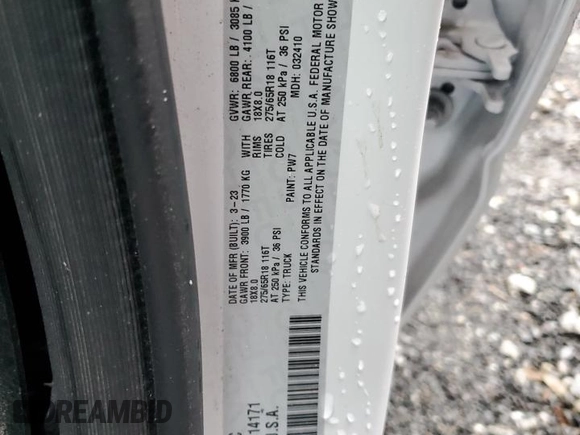 DATE OF MFR (BUILT): 3-23 GVWR: 6800 LB / 3085
GAWR FRONT: 3900 LB / 1770 KG WITH GAWR REAR: 4100 LB /
18X8.0 RIMS 18X8.0
275/65R18 116T TIRES 275/65R18 116T
AT 250 kPa / 36 PSI COLD AT 250 kPa / 36 PSI
TYPE: TRUCK PAINT: PW7 MDH: 032410
THIS VEHICLE CONFORMS TO ALL APPLICABLE U.S.A. FEDERAL MOTOR
STANDARDS IN EFFECT ON THE DATE OF MANUFACTURE SHOW
14171
.S.A.
DREAMBID